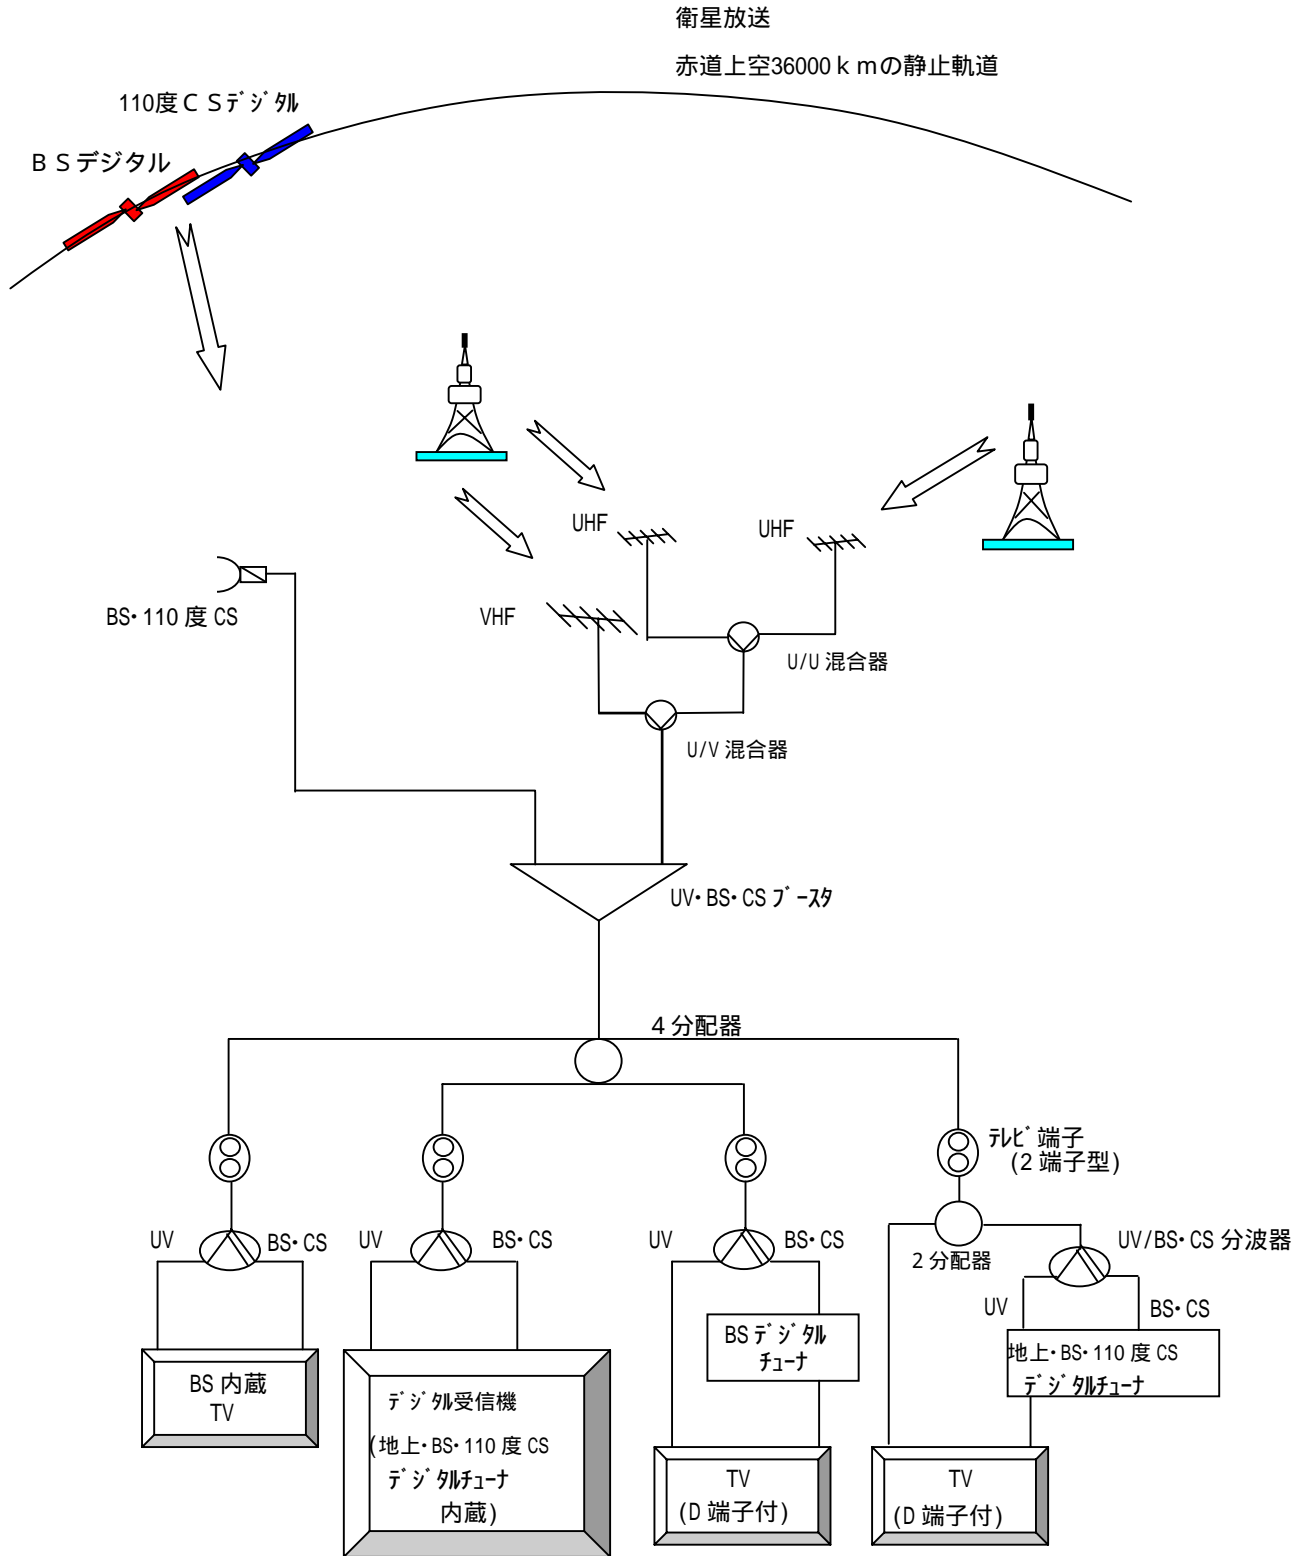 衛星放送
赤道上空36000ｋｍの静止軌道
110度ＣＳﾃﾞｼﾞﾀﾙ
ＢＳデジタル
UHF
UHF
BS･110 度 CS
VHF
U/U 混合器
U/V 混合器
UV･BS･CS ﾌﾞｰｽﾀ
４分配器
ﾃﾚﾋﾞ端子
(2 端子型)
UV
BS･CS
UV
BS･CS
UV
BS･CS
２分配器
UV/BS･CS 分波器
UV
BS･CS
BS ﾃﾞｼﾞﾀﾙ
ﾁｭｰﾅ
地上･BS･110 度 CS
ﾃﾞｼﾞﾀﾙﾁｭｰﾅ
BS 内蔵
TV
ﾃﾞｼﾞﾀﾙ受信機
(地上･BS･110 度 CS
ﾃﾞｼﾞﾀﾙﾁｭｰﾅ
内蔵)
TV
(D 端子付)
TV
(D 端子付)